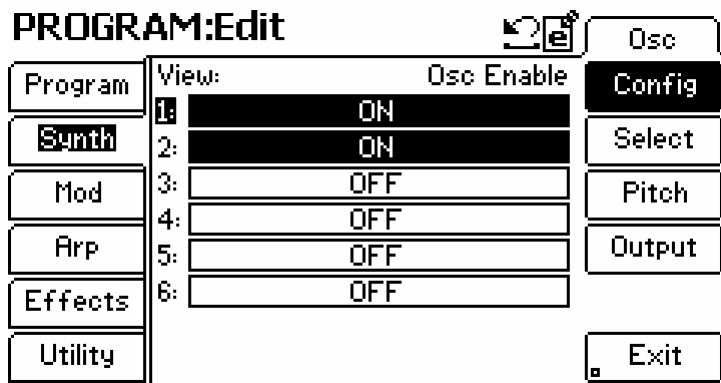 PROGRAM:Edit
e
Osc
Program
Synth
Mod
Arp
Effects
Utility
View: Osc Enable
1: ON
2: ON
3: OFF
4: OFF
5: OFF
6: OFF
Config
Select
Pitch
Output
Exit